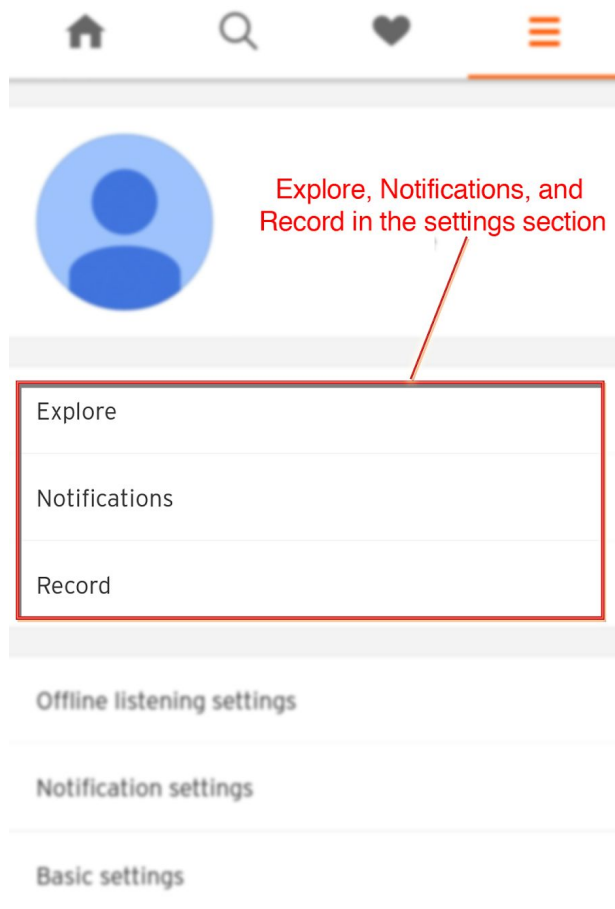 Explore, Notifications, and
Record in the settings section
Explore
Notifications
Record
Offline listening settings
Notification settings
Basic settings